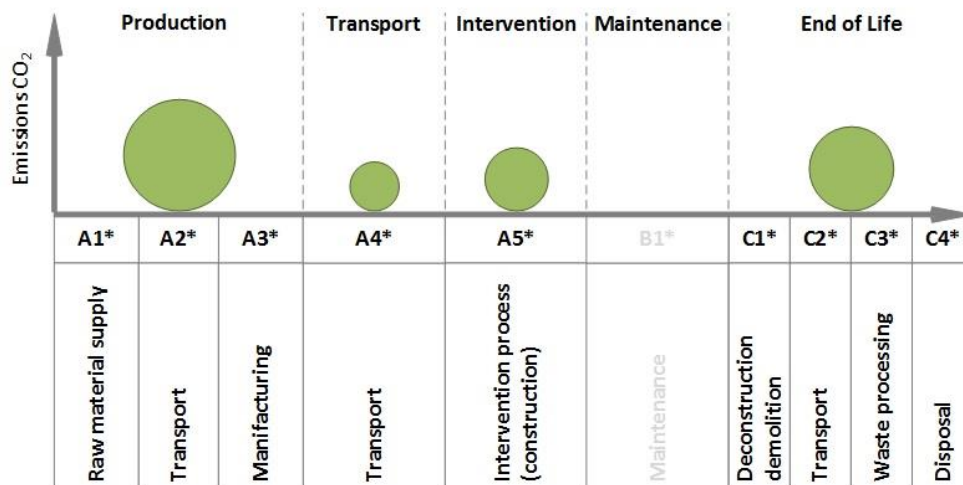 Production
Transport
Intervention
Maintenance
End of Life
Emissions CO₂
A1*
A2*
A3*
A4*
A5*
B1*
C1*
C2*
C3*
C4*
Raw material supply
Transport
Manifacturing
Transport
Intervention process
(construction)
Maintenance
Deconstruction
demolition
Transport
Waste processing
Disposal